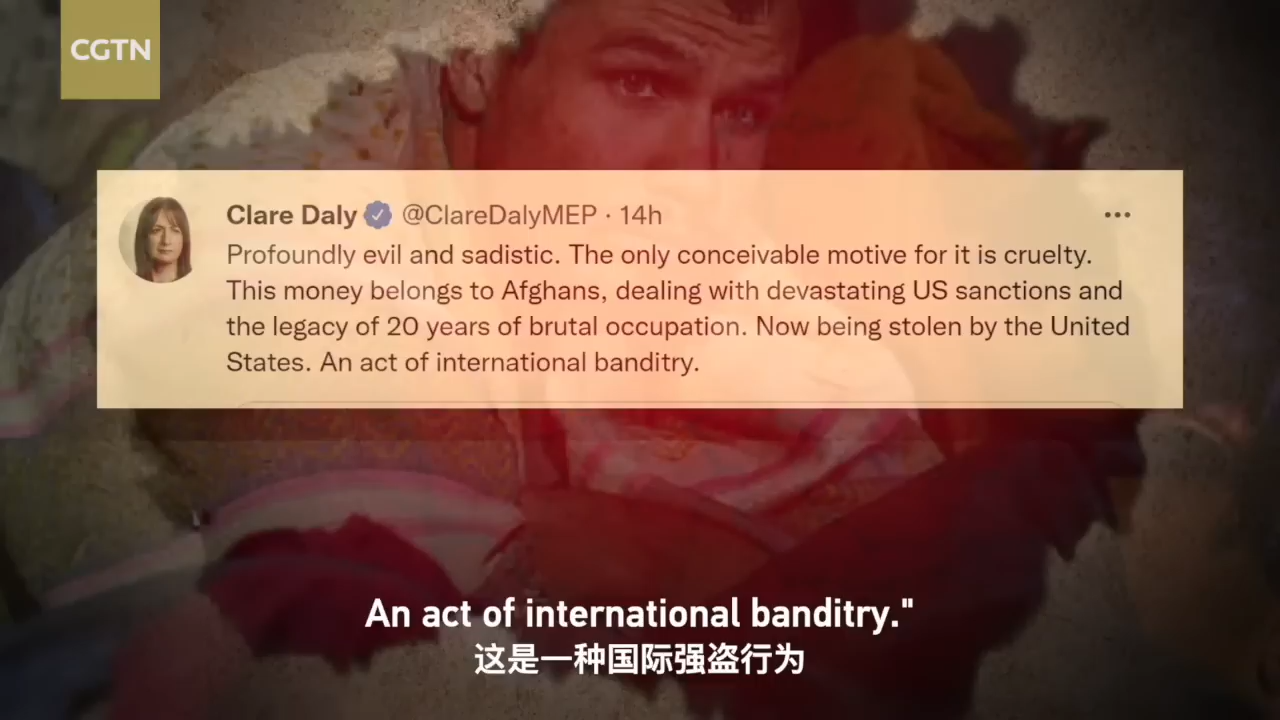 CGTN
Clare Daly @ClareDalyMEP · 14h
Profoundly evil and sadistic. The only conceivable motive for it is cruelty.
This money belongs to Afghans, dealing with devastating US sanctions and
the legacy of 20 years of brutal occupation. Now being stolen by the United
States. An act of international banditry.
An act of international banditry."
这是一种国际强盗行为